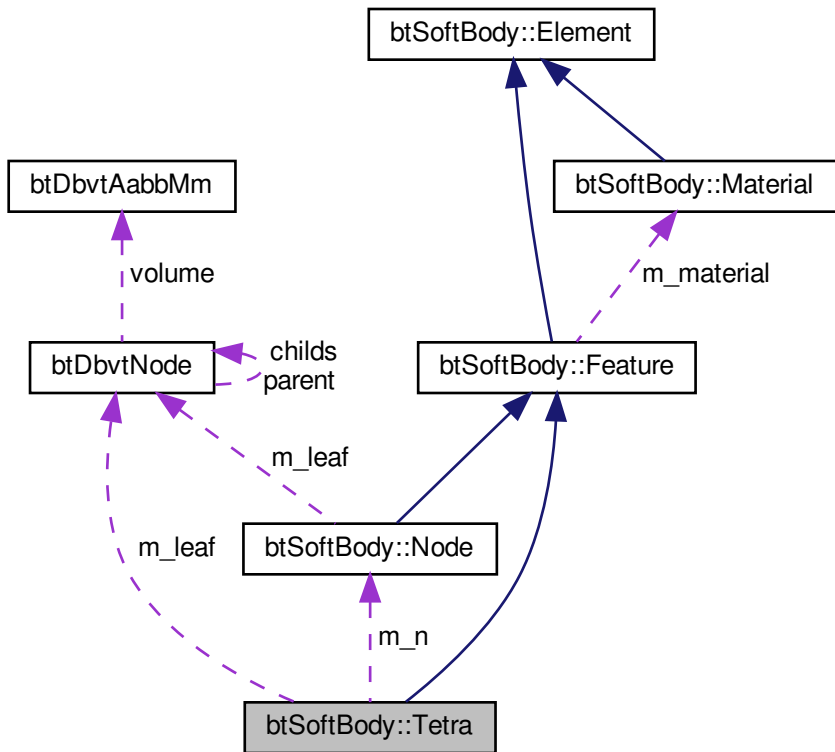 btSoftBody::Element
btDbvtAabbMm
btSoftBody::Material
volume
m_material
btDbvtNode
childs
parent
btSoftBody::Feature
m_leaf
btSoftBody::Node
m_leaf
m_n
btSoftBody::Tetra